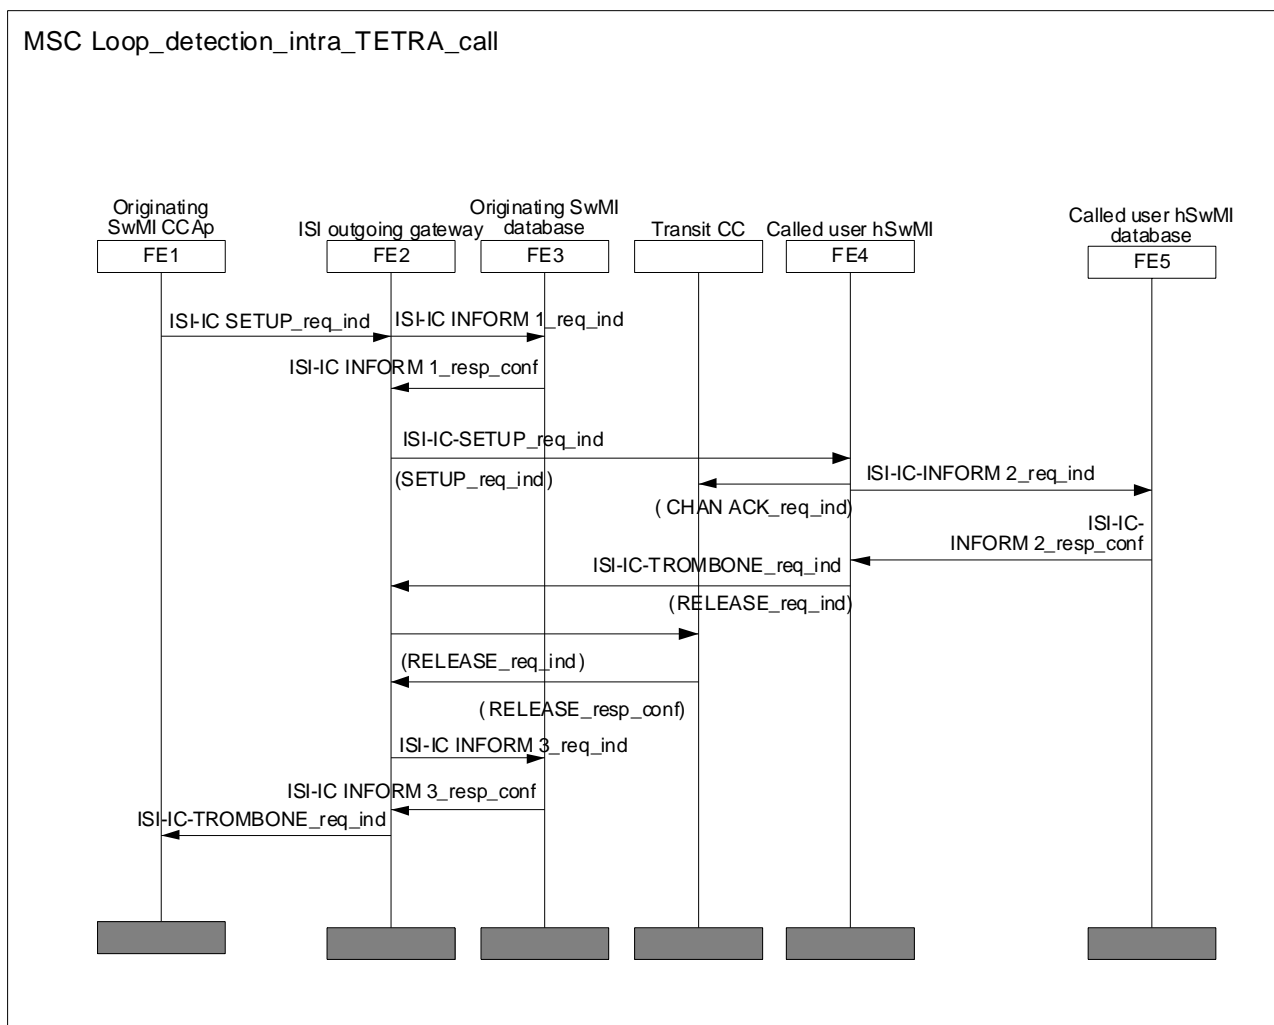 MSC Loop_detection_intra_TETRA_call
Originating
SwMI CCAp
ISI outgoing gateway
Originating SwMI
database
Transit CC
Called user hSwMI
Called user hSwMI
database
FE1
FE2
FE3
FE4
FE5
ISI-IC SETUP_req_ind
ISI-IC INFORM 1_req_ind
ISI-IC INFORM 1_resp_conf
ISI-IC-SETUP_req_ind
(SETUP_req_ind)
ISI-IC-INFORM 2_req_ind
( CHAN ACK_req_ind)
ISI-IC-
INFORM 2_resp_conf
ISI-IC-TROMBONE_req_ind
(RELEASE_req_ind)
(RELEASE_req_ind)
( RELEASE_resp_conf)
ISI-IC INFORM 3_req_ind
ISI-IC INFORM 3_resp_conf
ISI-IC-TROMBONE_req_ind